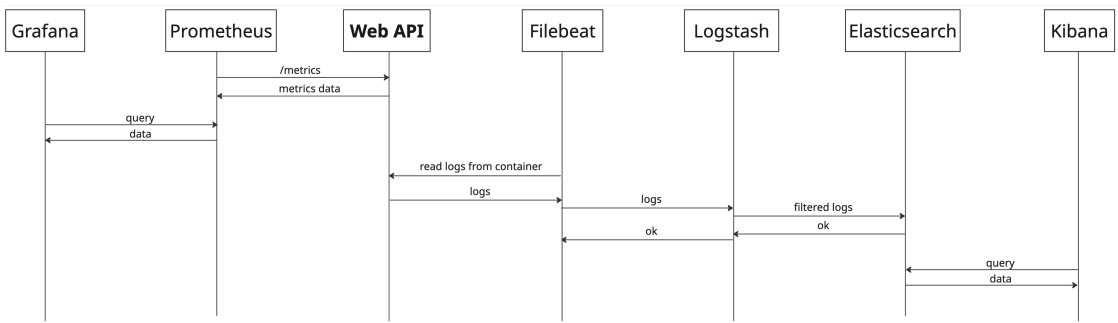 Grafana
Prometheus
Web API
Filebeat
Logstash
Elasticsearch
Kibana
/metrics
metrics data
query
data
read logs from container
logs
logs
filtered logs
ok
ok
query
data